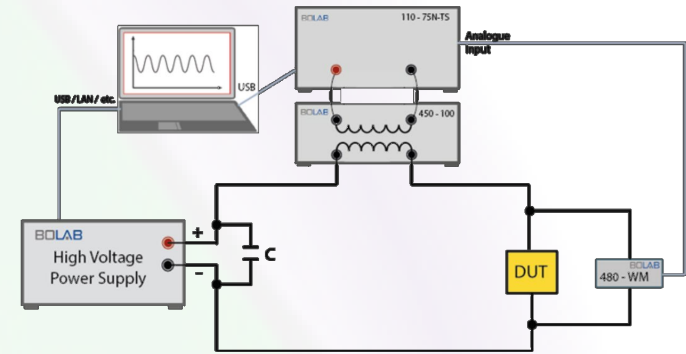 BOLAB
110 - 75N-TS
Analogue
Input
USB
USB / LAN / etc.
BOLAB
450 - 100
BOLAB
High Voltage
Power Supply
+
-
C
DUT
BOLAB
480 - WM